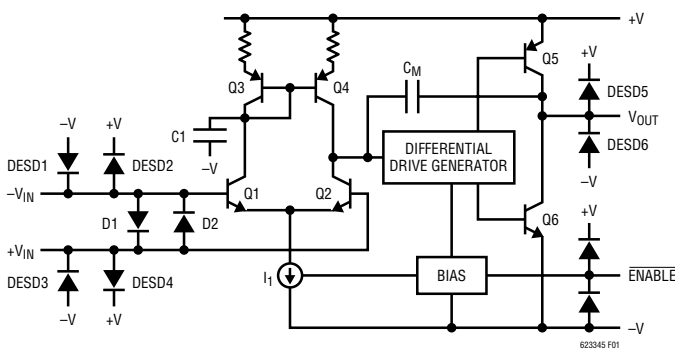 +V
Q3
Q4
Q5
+V
CM
DESD5
C1
–V
+V
–V
VOUT
DESD1
DESD2
DIFFERENTIAL
DRIVE GENERATOR
DESD6
–VIN
Q1
Q2
–V
D1
D2
Q6
+V
+VIN
DESD3
DESD4
I1
BIAS
ENABLE
–V
+V
–V
623345 F01